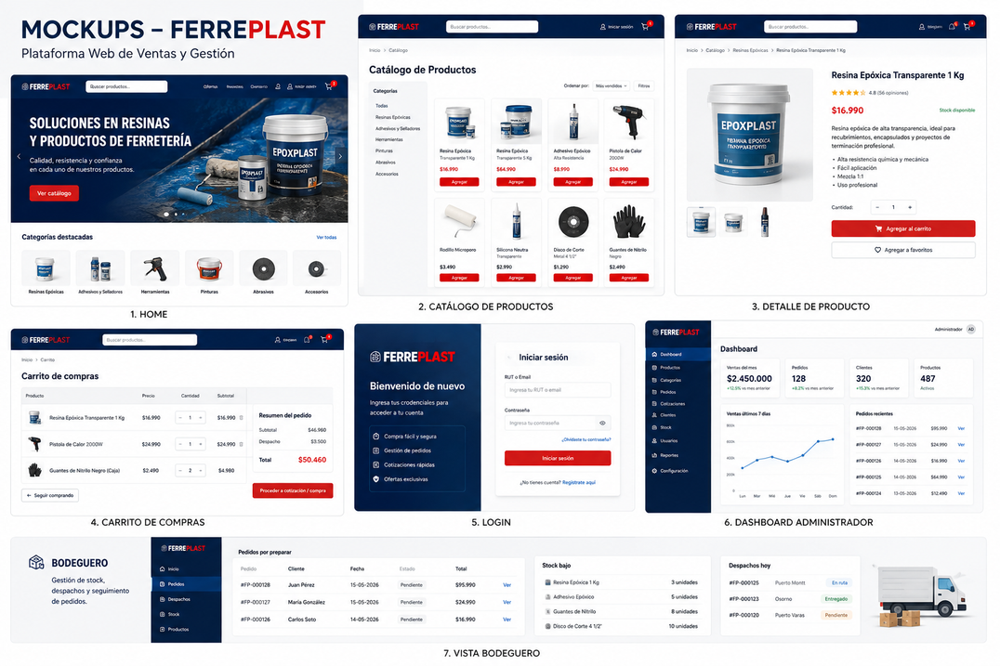 MOCKUPS – FERREPLAST
Plataforma Web de Ventas y Gestión
FERREPLAST
Buscar productos...
Ofertas
SOLUCIONES EN RESINAS
Y PRODUCTOS DE FERRETERÍA
Calidad, resistencia y confianza
en cada uno de nuestros productos.
Ver catálogo
EPOXPLAST
EPOXPLAST
Categorías destacadas
Ver todas
Resinas Epóxicas
Adhesivos y Selladores
Herramientas
Pinturas
Abrasivos
Accesorios
1. HOME
FERREPLAST
Buscar productos...
Iniciar sesión
Inicio > Catálogo
Catálogo de Productos
Ordenar por: Más vendidos
Filtros
Categorías
Todas
Resinas Epóxicas
Adhesivos y Selladores
Herramientas
Pinturas
Abrasivos
Accesorios
Resina Epóxica
Transparente 1 Kg
$16.990
Agregar
Resina Epóxica
Transparente 5 Kg
$64.990
Agregar
Adhesivo Epóxico
Alta Resistencia
$8.990
Agregar
Pistola de Calor
2000W
$24.990
Agregar
Rodillo Microporo
$3.490
Agregar
Silicona Neutra
Transparente
$2.990
Agregar
Disco de Corte
Metal 4 1/2"
$1.290
Agregar
Guantes de Nitrilo
Negro
$2.490
Agregar
2. CATÁLOGO DE PRODUCTOS
FERREPLAST
Buscar productos...
Inicio > Catálogo > Resinas Epóxicas > Resina Epóxica Transparente 1 Kg
EPOXPLAST
Resina Epóxica Transparente 1 Kg
4.8 (56 opiniones)
$16.990
Stock disponible
Resina epóxica de alta transparencia, ideal para
recubrimientos, encapsulados y proyectos de
terminación profesional.
• Alta resistencia química y mecánica
• Fácil aplicación
• Mezcla 1:1
• Uso profesional
Cantidad: − 1 +
Agregar al carrito
Agregar a favoritos
3. DETALLE DE PRODUCTO
FERREPLAST
Buscar productos...
Inicio > Carrito
Carrito de compras
Producto Precio Cantidad Subtotal
Resina Epóxica Transparente 1 Kg $16.990 − 1 + $16.990
Pistola de Calor 2000W $24.990 − 1 + $24.990
Guantes de Nitrilo Negro (Caja) $2.490 − 2 + $4.980
← Seguir comprando
Resumen del pedido
Subtotal $46.960
Despacho $3.500
Total $50.460
Proceder a cotización / compra
4. CARRITO DE COMPRAS
FERREPLAST
Bienvenido de nuevo
Ingresa tus credenciales para
acceder a tu cuenta
Compra fácil y segura
Gestión de pedidos
Cotizaciones rápidas
Ofertas exclusivas
Iniciar sesión
RUT o Email
Ingresa tu RUT o email
Contraseña
Ingresa tu contraseña
¿Olvidaste tu contraseña?
Iniciar sesión
¿No tienes cuenta? Regístrate aquí
5. LOGIN
FERREPLAST
Dashboard
Productos
Categorías
Pedidos
Cotizaciones
Clientes
Stock
Usuarios
Reportes
Configuración
Administrador AD
Dashboard
Ventas del mes
$2.450.000
+12,5% vs mes anterior
Pedidos
128
+8,2% vs mes anterior
Clientes
320
+15,3% vs mes anterior
Productos
487
Activos
Ventas últimos 7 días
800k
600k
400k
200k
0
Lun Mar Mié Jue Vie Sáb Dom
Pedidos recientes
#FP-000128 15-05-2026 $95.990 Ver
#FP-000127 15-05-2026 $24.990 Ver
#FP-000126 14-05-2026 $16.990 Ver
#FP-000125 14-05-2026 $64.990 Ver
#FP-000124 13-05-2026 $12.490 Ver
6. DASHBOARD ADMINISTRADOR
BODEGUERO
Gestión de stock,
despachos y seguimiento
de pedidos.
FERREPLAST
Inicio
Pedidos
Despachos
Stock
Productos
Pedidos por preparar
Pedido Cliente Fecha Estado Total
#FP-000128 Juan Pérez 15-05-2026 Pendiente $95.990 Ver
#FP-000127 María González 15-05-2026 Pendiente $24.990 Ver
#FP-000126 Carlos Soto 14-05-2026 Pendiente $16.990 Ver
Stock bajo
Resina Epóxica 1 Kg 3 unidades
Adhesivo Epóxico 5 unidades
Guantes de Nitrilo 8 unidades
Disco de Corte 4 1/2" 10 unidades
Despachos hoy
#FP-000125 Puerto Montt En ruta
#FP-000123 Osorno Entregado
#FP-000120 Puerto Varas Pendiente
7. VISTA BODEGUERO